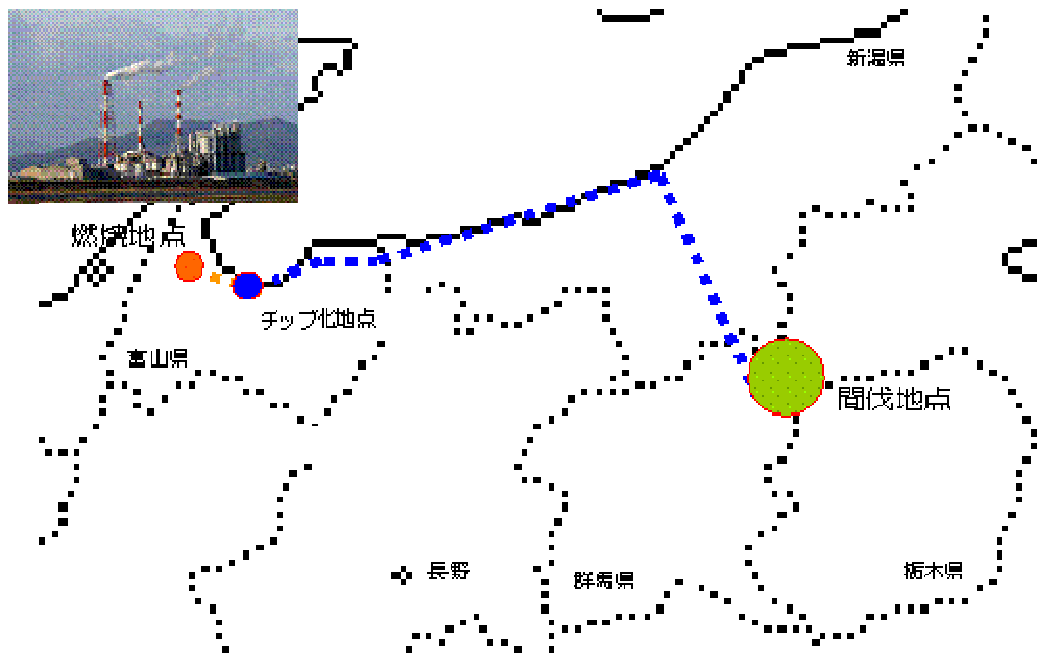 新潟県
燃焼地点
チップ化地点
富山県
間伐地点
長野
群馬県
栃木県